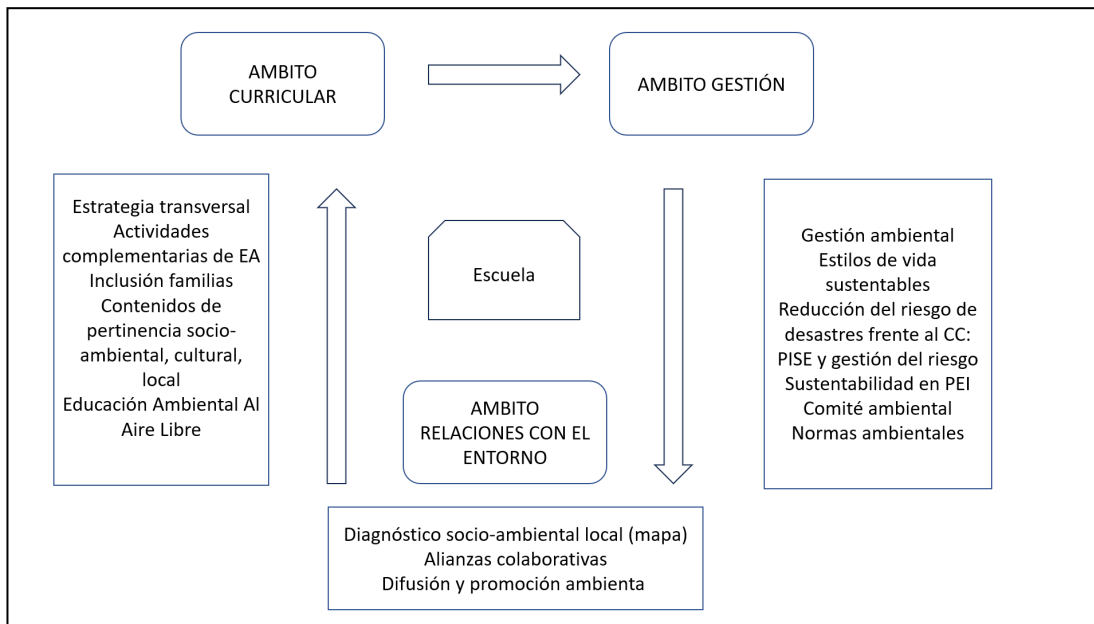 AMBITO
CURRICULAR
AMBITO GESTIÓN
Estrategia transversal
Actividades
complementarias de EA
Inclusión familias
Contenidos de
pertinencia socio-
ambiental, cultural,
local
Educación Ambiental Al
Aire Libre
Escuela
Gestión ambiental
Estilos de vida
sustentables
Reducción del riesgo de
desastres frente al CC:
PISE y gestión del riesgo
Sustentabilidad en PEI
Comité ambiental
Normas ambientales
AMBITO
RELACIONES CON EL
ENTORNO
Diagnóstico socio-ambiental local (mapa)
Alianzas colaborativas
Difusión y promoción ambienta